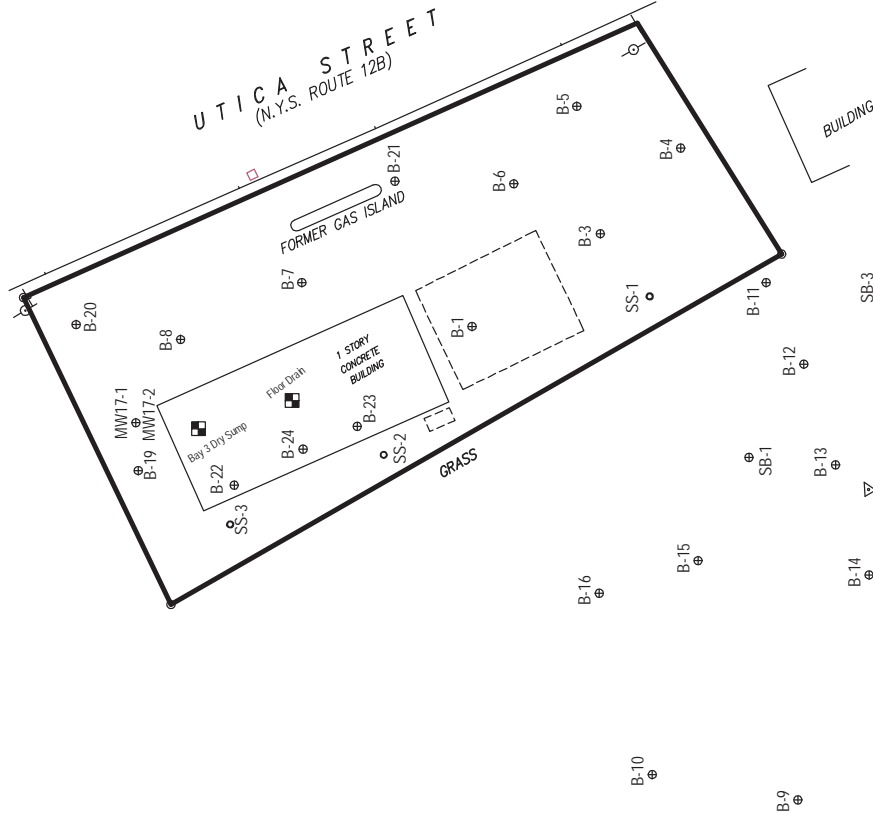 UTICA STREET
(N.Y.S. ROUTE 12B)
B-5
B-4
BUILDING
B-21
B-6
FORMER GAS ISLAND
B-3
B-7
SS-1
B-11
SB-3
B-20
B-8
B-1
1 STORY
CONCRETE
BUILDING
Floor Drain
B-12
MW17-1
MW17-2
B-23
Bay 3 Dry Sump
B-24
SS-2
GRASS
B-19
B-22
SB-1
B-13
SS-3
B-15
B-14
B-16
B-10
B-9